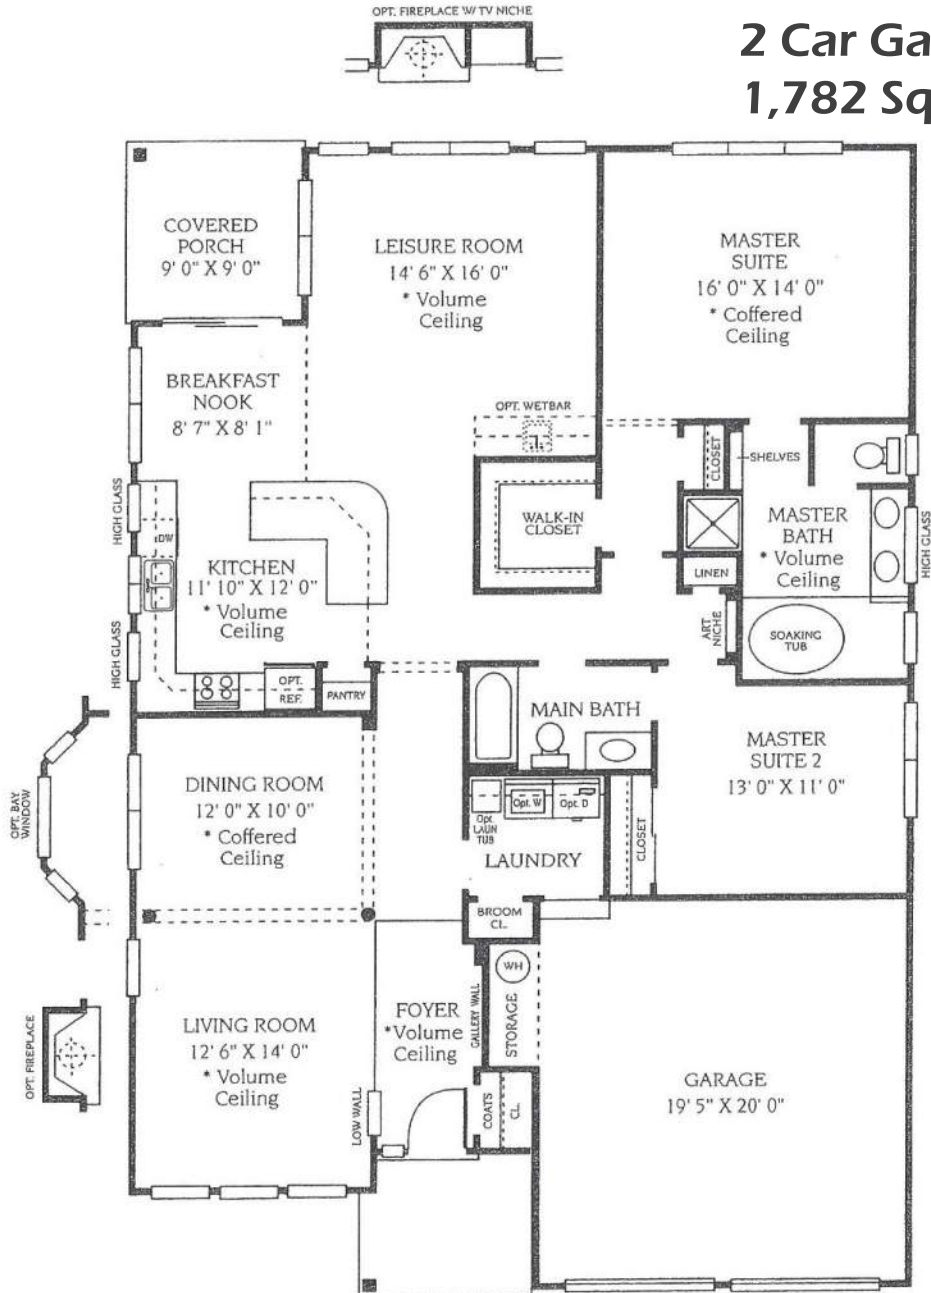 OPT. FIREPLACE W/ TV NICHE
2 Car Ga
1,782 Sq
COVERED
PORCH
9' 0" X 9' 0"
LEISURE ROOM
14' 6" X 16' 0"
* Volume
Ceiling
MASTER
SUITE
16' 0" X 14' 0"
* Coffered
Ceiling
BREAKFAST
NOOK
8' 7" X 8' 1"
OPT. WETBAR
CLOSET
SHELVES
HIGH GLASS
DW
WALK-IN
CLOSET
MASTER
BATH
* Volume
Ceiling
HIGH GLASS
KITCHEN
11' 10" X 12' 0"
* Volume
Ceiling
LINEN
ART
NICHE
SOAKING
TUB
HIGH GLASS
OPT.
REF.
PANTRY
MAIN BATH
MASTER
SUITE 2
13' 0" X 11' 0"
DINING ROOM
12' 0" X 10' 0"
* Coffered
Ceiling
OPT. BAY
WINDOW
Opt.
LAUN
TUB
Opt. W
Opt. D
LAUNDRY
CLOSET
BROOM
CL.
WH
STORAGE
GALLERY WALL
FOYER
*Volume
Ceiling
LIVING ROOM
12' 6" X 14' 0"
* Volume
Ceiling
OPT. FIREPLACE
LOW WALL
COATS
CL.
GARAGE
19' 5" X 20' 0"